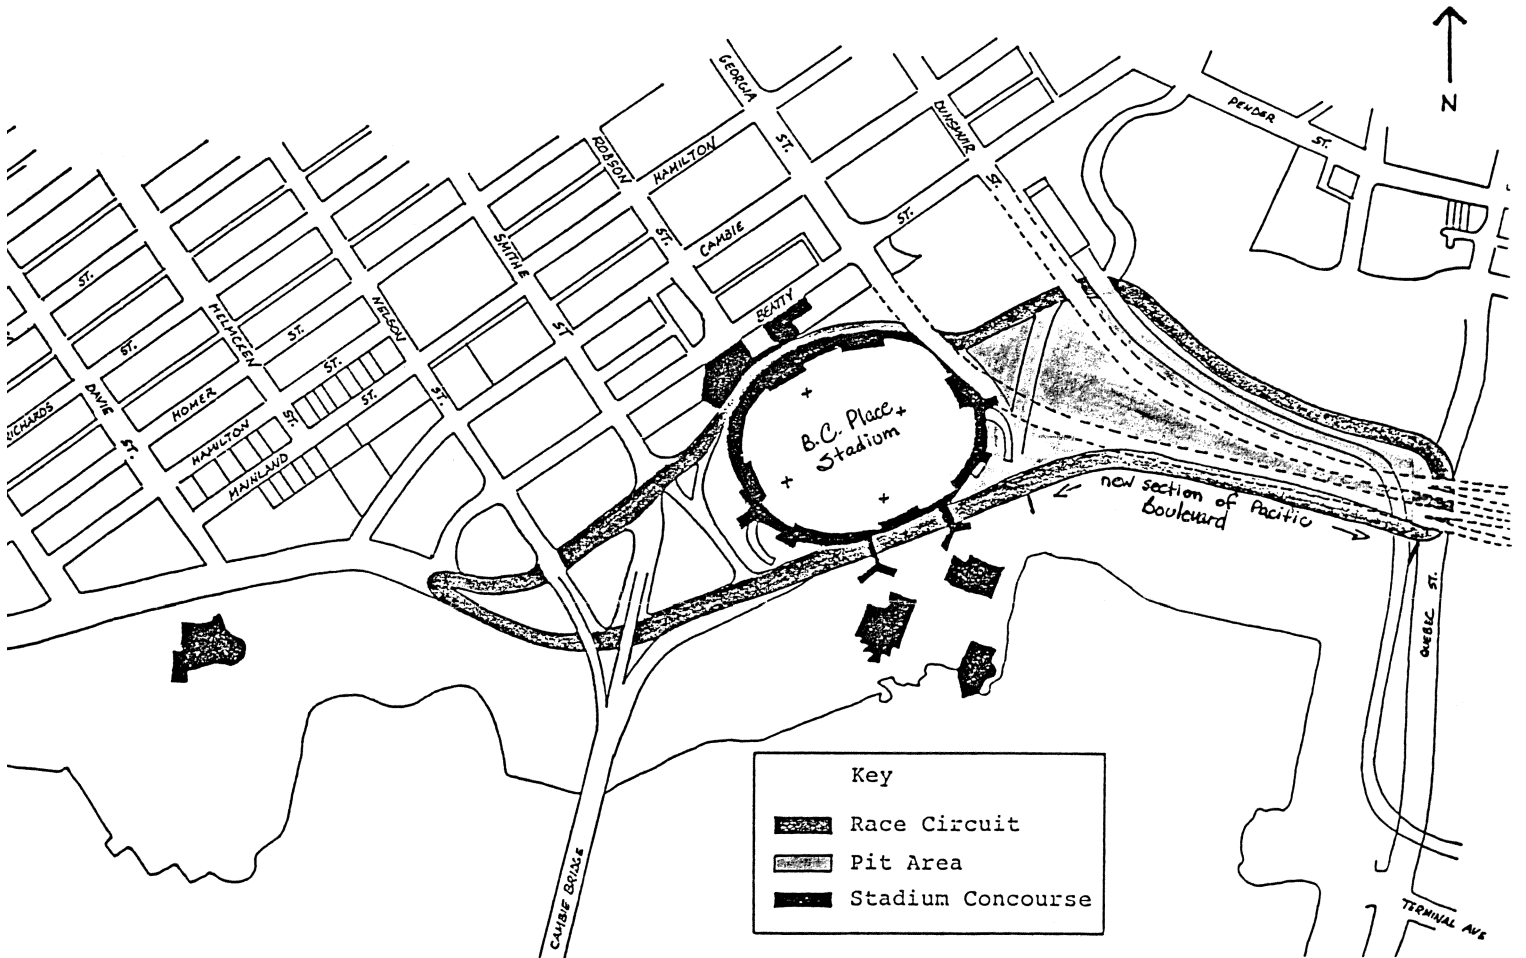 N
GEORGIA
ST.
DUNSMUIR
ST.
PENDER
ST.
ROBSON
ST.
HAMILTON
CAMBIE
ST.
SMITHE
ST
BEATTY
NELSON
ST.
HELMCKEN
ST.
DAVIE
ST.
ST.
ST.
ST.
HOMER
ST.
HAMILTON
ST.
MAINLAND
RICHARDS
B.C. Place
Stadium
new section of Pacific
Boulevard
QUEBEC
ST.
TERMINAL AVE
CAMBIE BRIDGE
Key
Race Circuit
Pit Area
Stadium Concourse